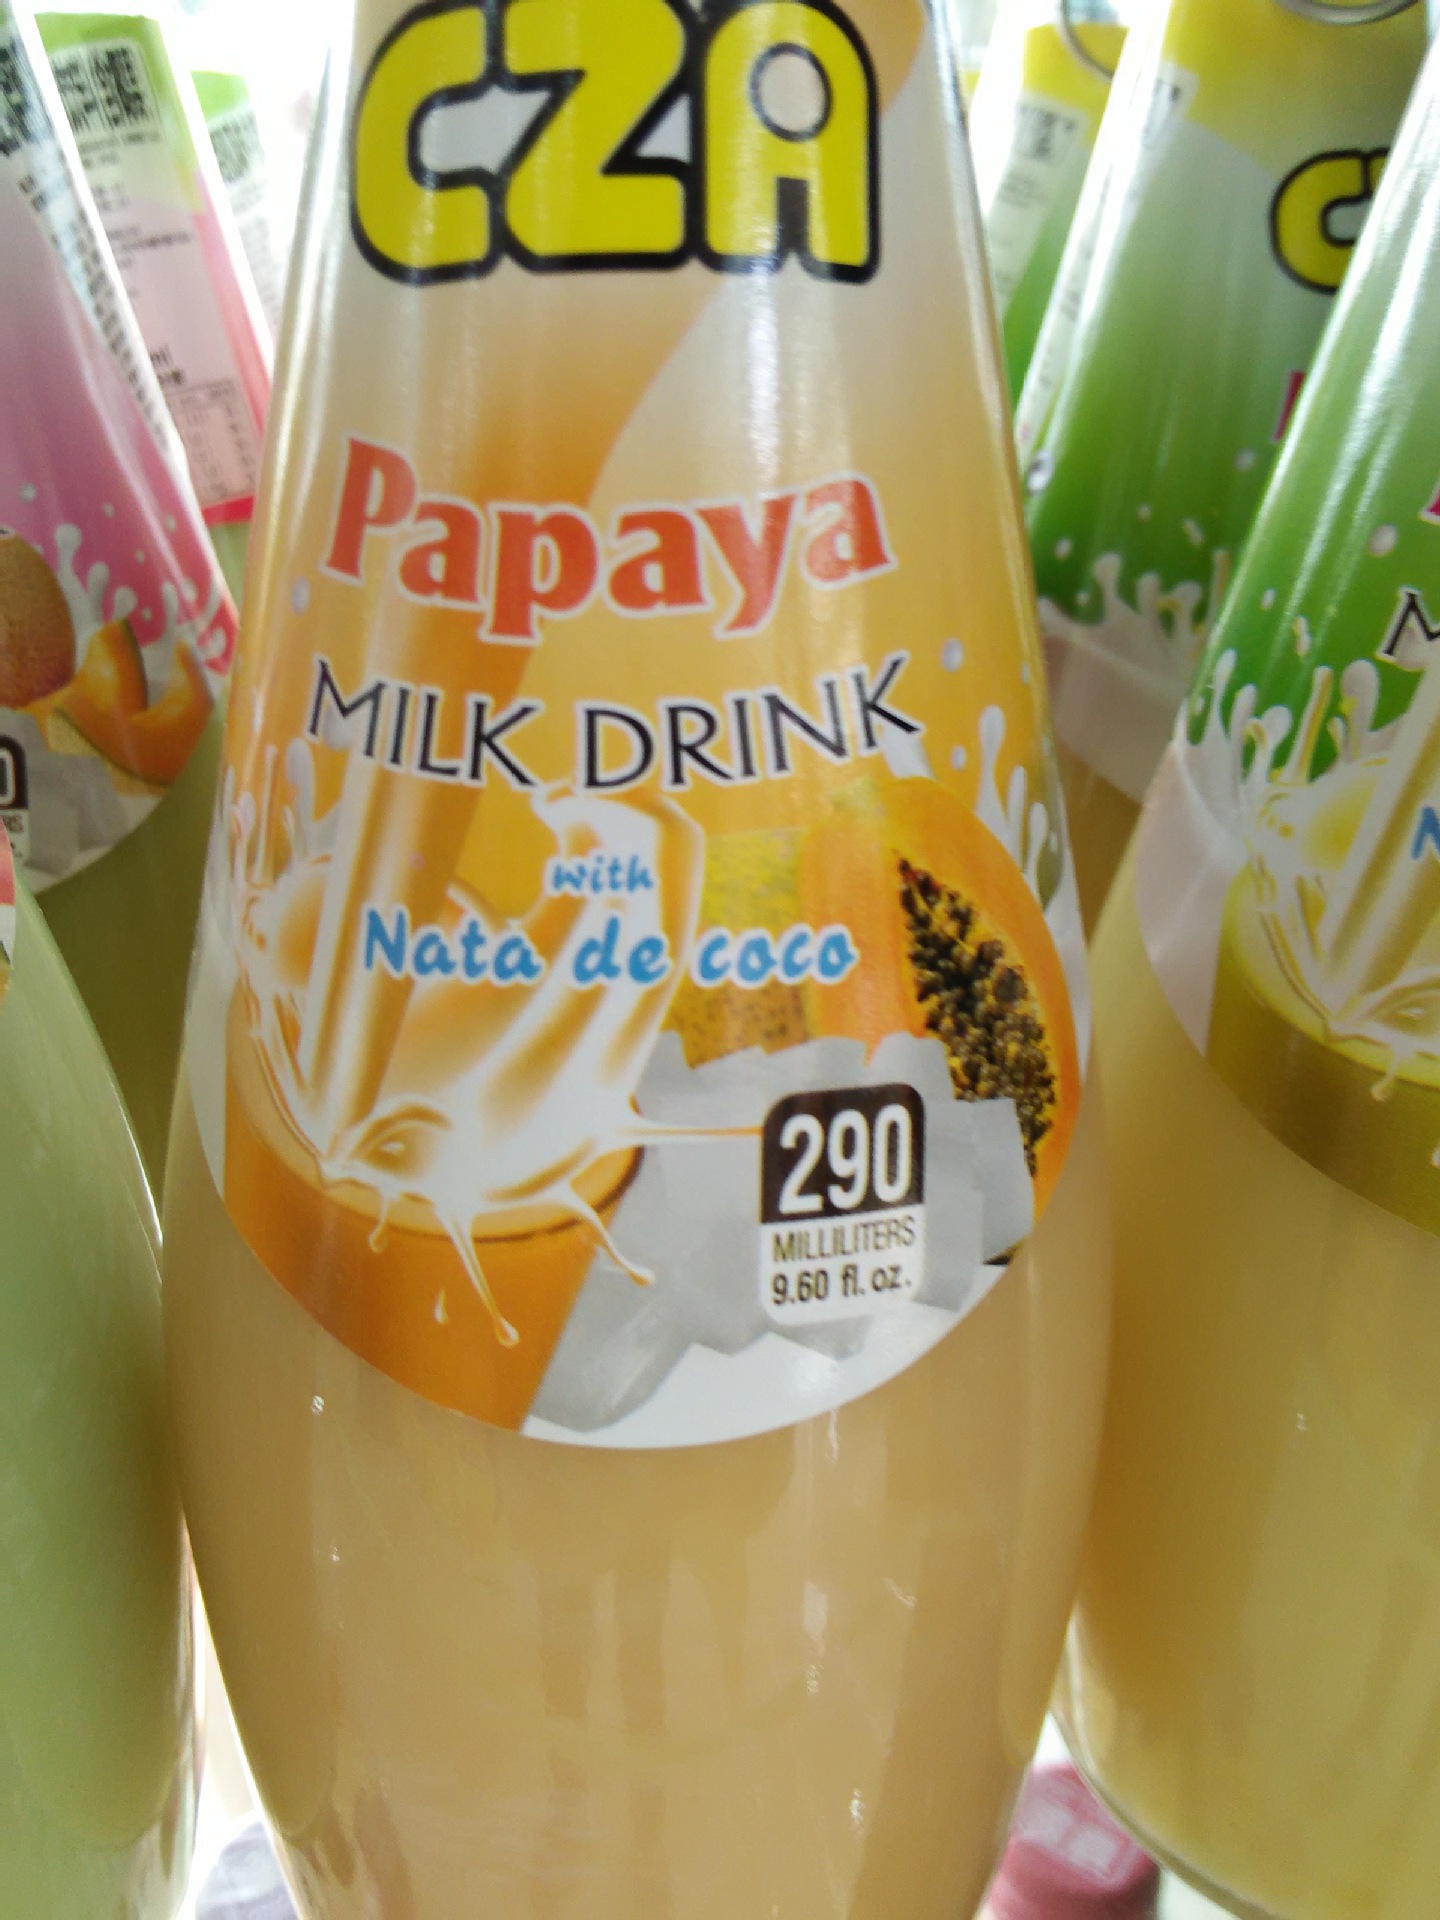 CZA
Papaya
MILK DRINK
with
Nata de coco
290
MILLILITERS
9.60 fl. oz.